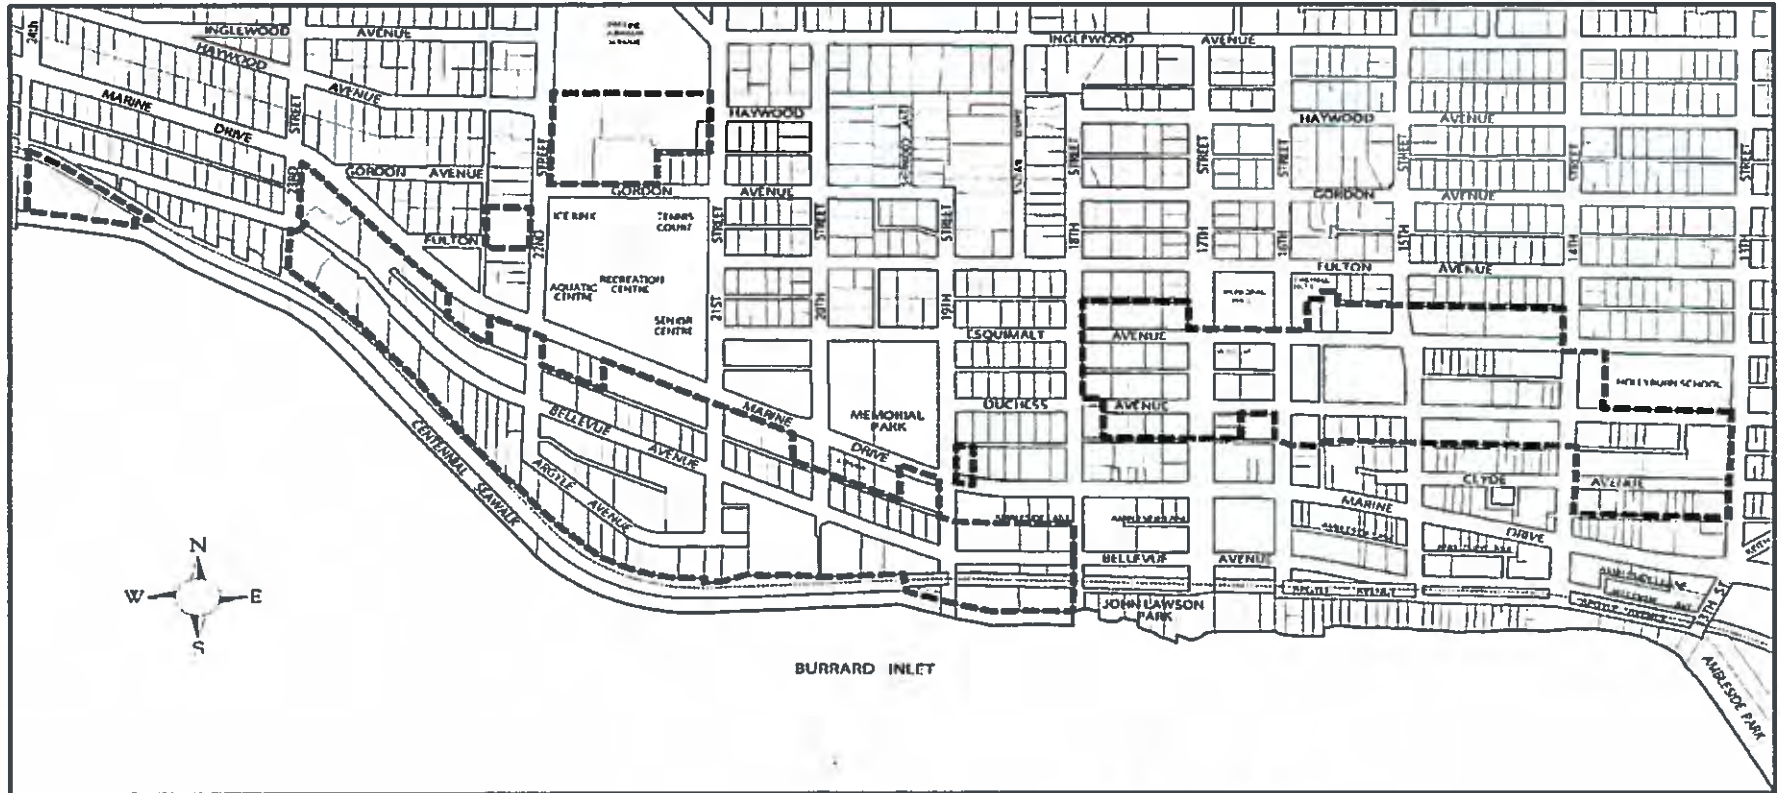 INGLEWOOD AVENUE
INGLEWOOD AVENUE
24th
HAYWOOD
AVENUE
MARINE
DRIVE
STREET
23RD
GORDON AVENUE
FULTON
STREET
22ND
HAYWOOD
GORDON AVENUE
HAYWOOD AVENUE
GORDON AVENUE
ICE RINK
TENNIS
COURT
AQUATIC
CENTRE
RECREATION
CENTRE
SENIOR
CENTRE
STREET
21ST
STREET
20TH
STREET
19TH
STREET
18TH
STREET
17TH
STREET
16TH
STREET
15TH
STREET
14TH
STREET
13TH
FULTON AVENUE
ESQUIMALT AVENUE
DUCHESS AVENUE
HOLLYBURN SCHOOL
MEMORIAL
PARK
MARINE
DRIVE
BELLEVUE
AVENUE
ARGYLE
AVENUE
CENTENNIAL
SEAWALK
CLYDE AVENUE
MARINE
DRIVE
BELLEVUE AVENUE
JOHN LAWSON
PARK
13TH ST
AMBLESIDE PARK
N
W E
S
BURRARD INLET